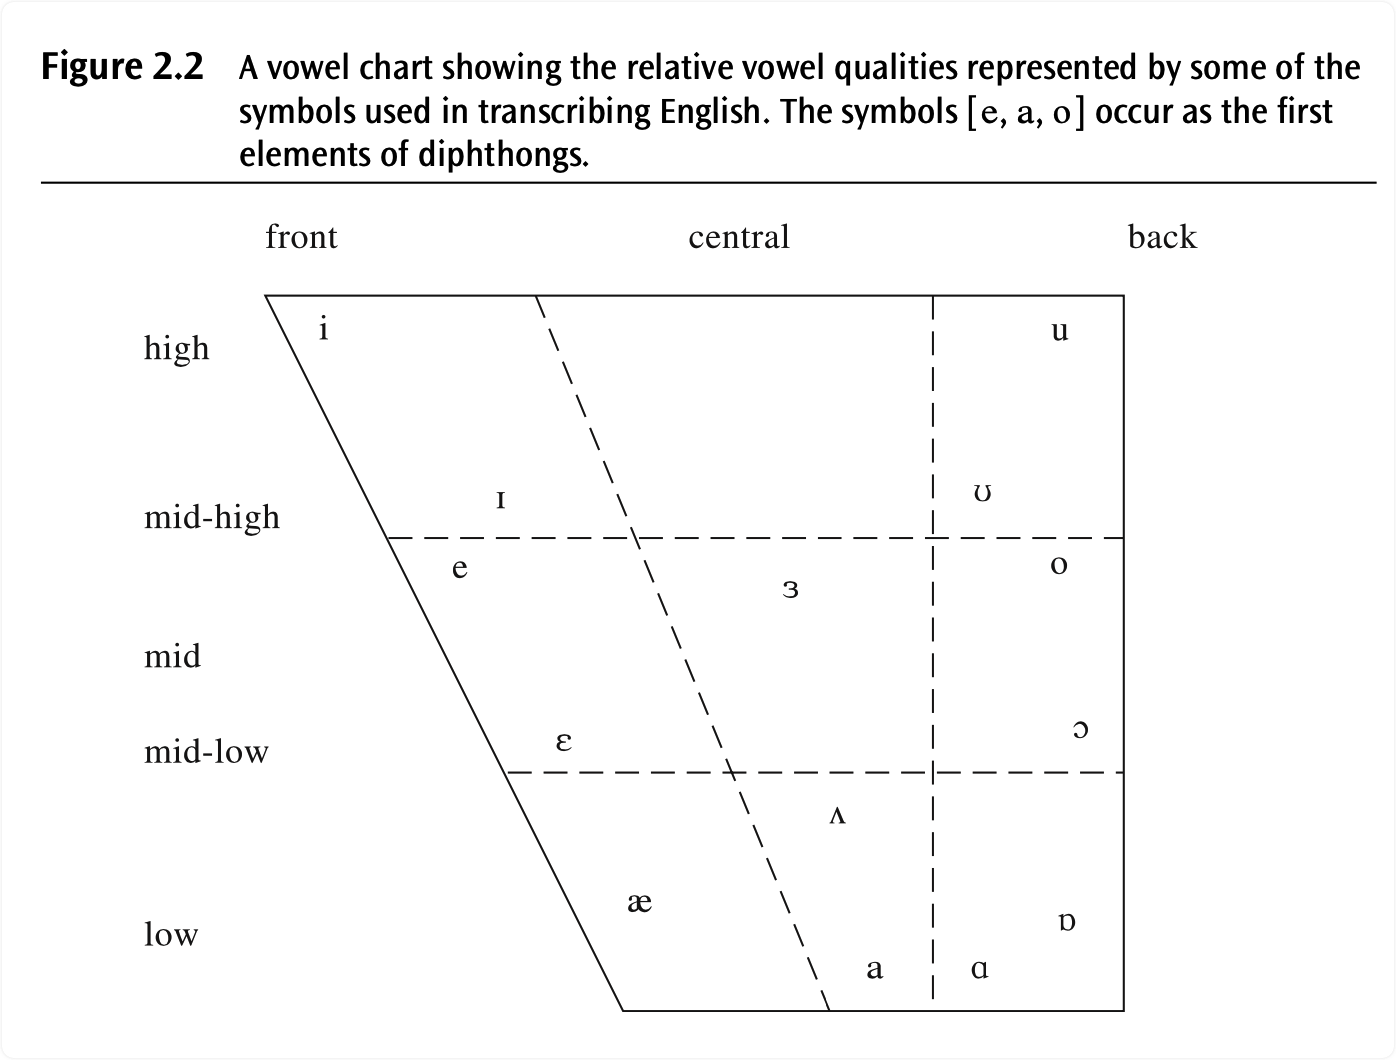 Figure 2.2 A vowel chart showing the relative vowel qualities represented by some of the
symbols used in transcribing English. The symbols [e, a, o] occur as the first
elements of diphthongs.
front central back
i u
high
ɪ ʊ
mid-high
e o
ɜ
mid
ɛ ɔ
mid-low
ʌ
æ
ɒ
low
a ɑ